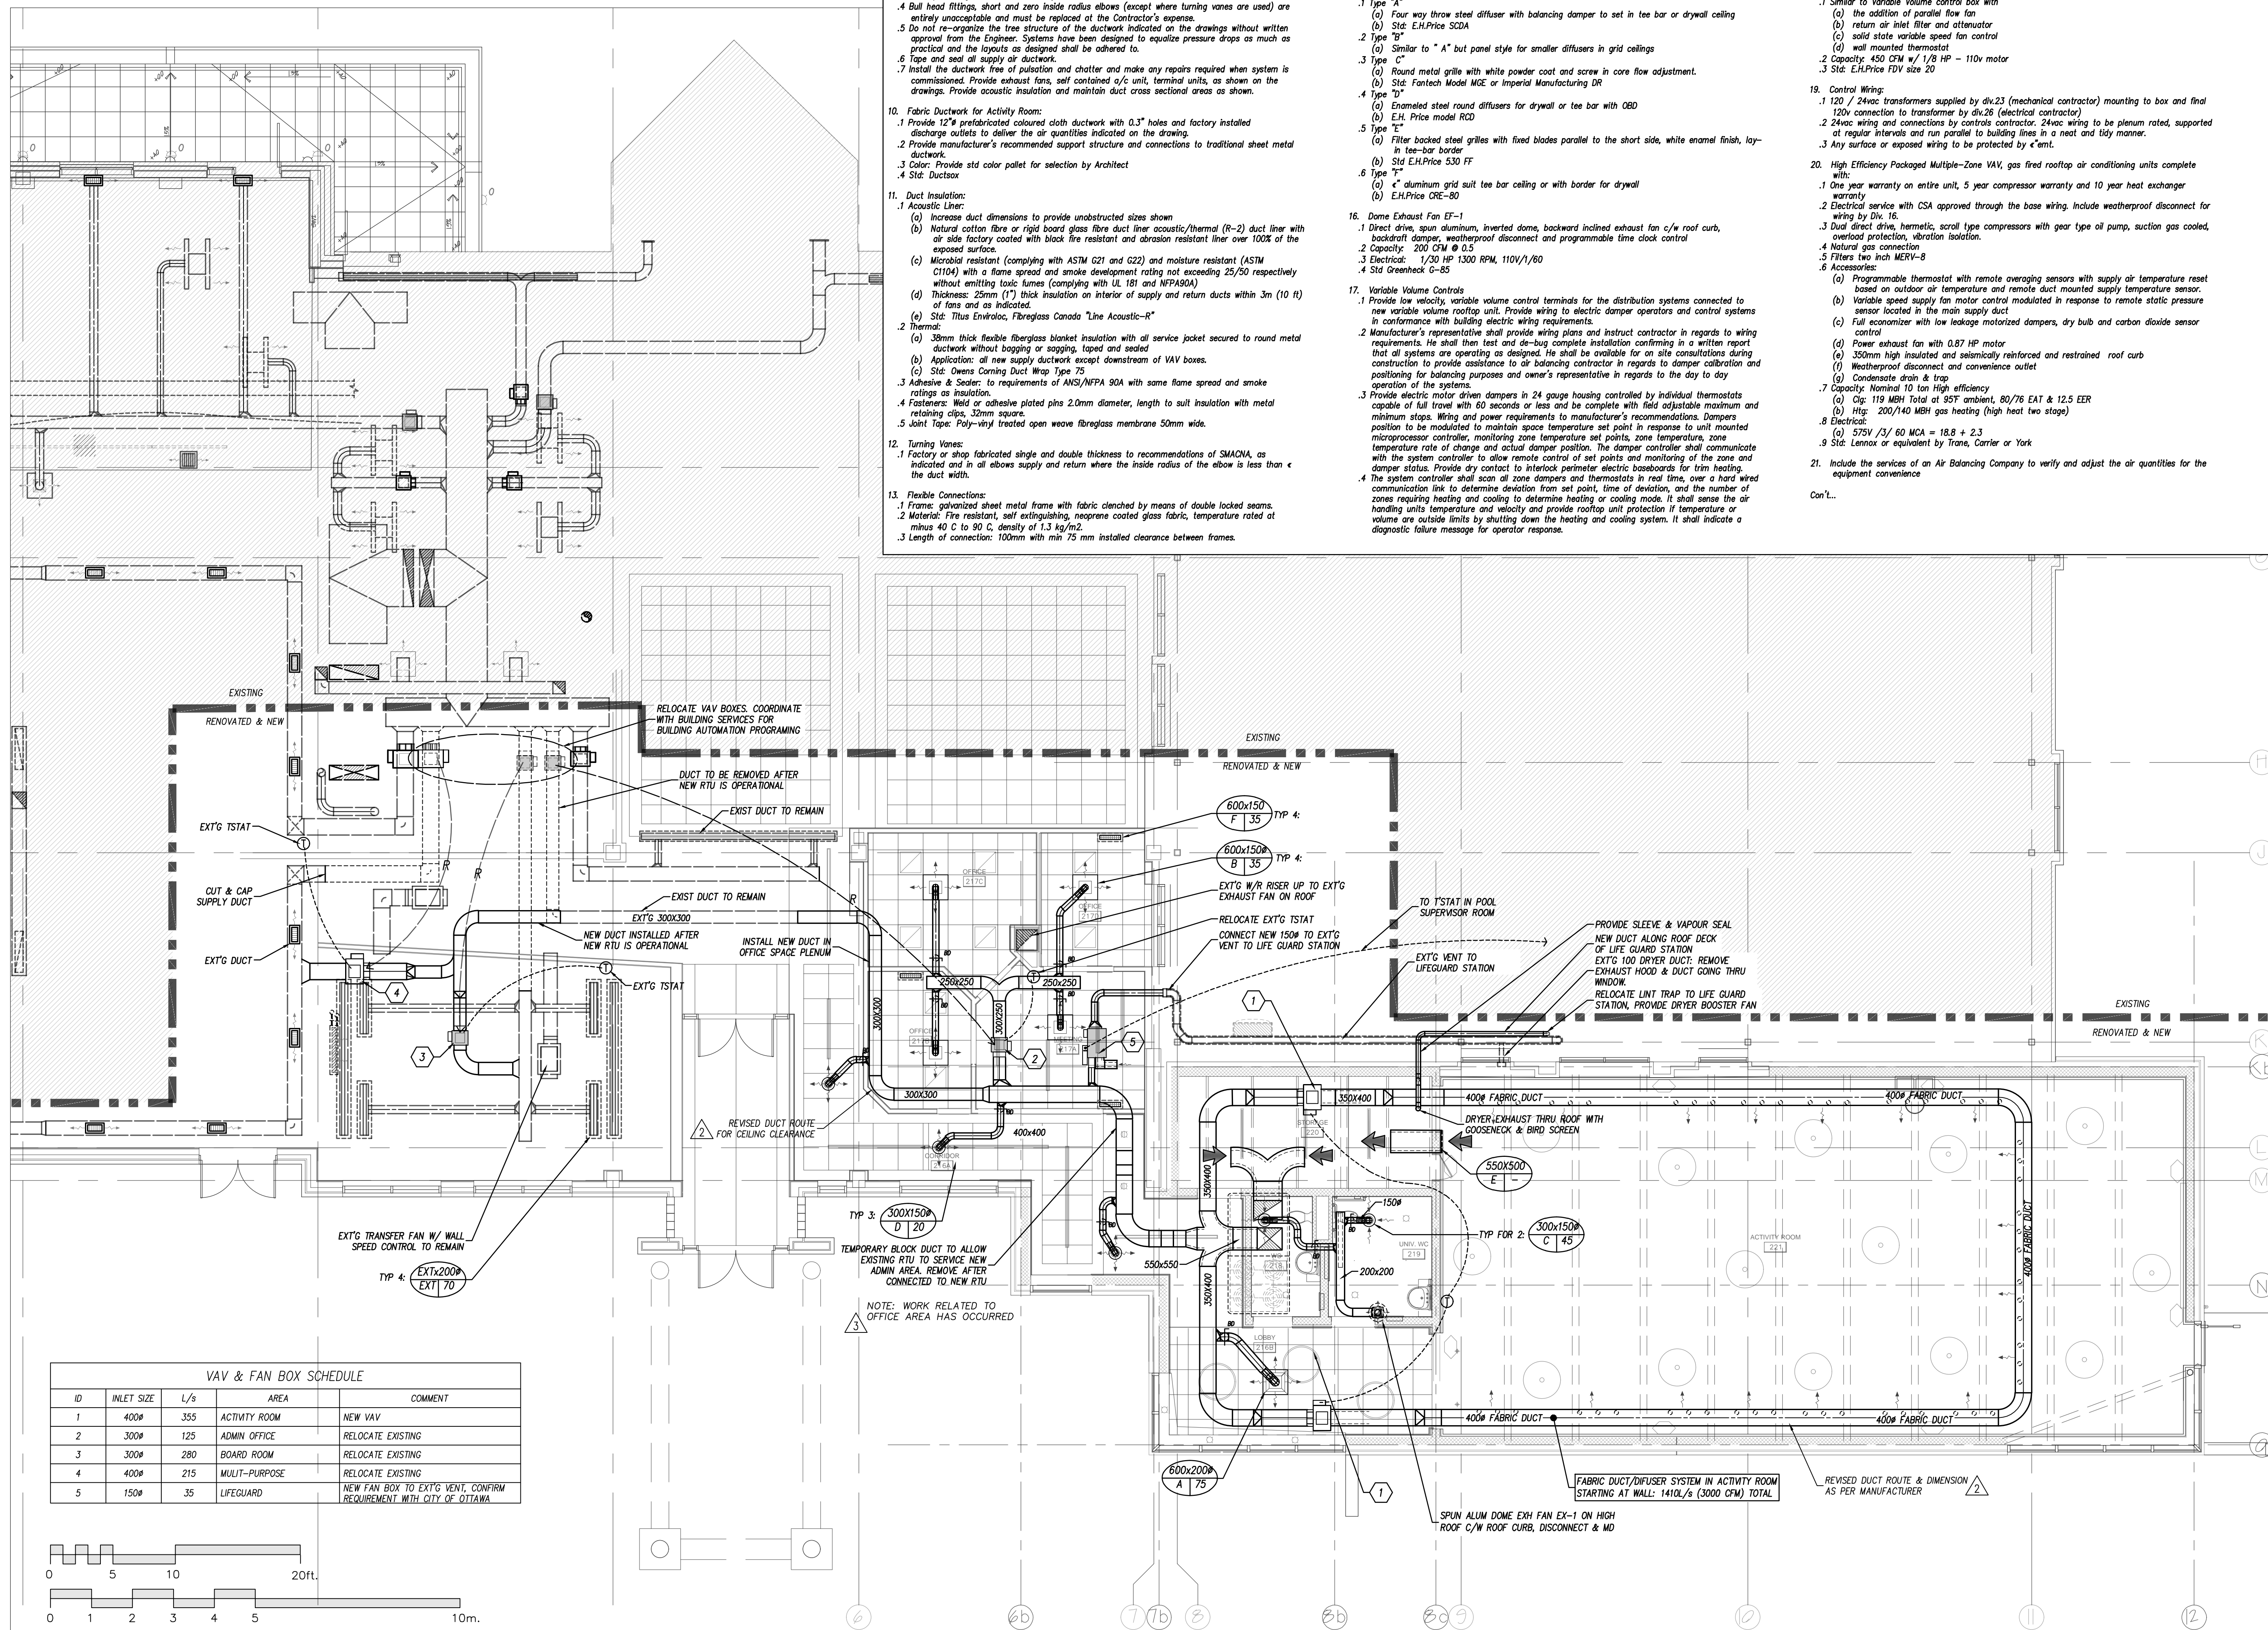 .4 Bull head fittings, short and zero inside radius elbows (except where turning vanes are used) are
entirely unacceptable and must be replaced at the Contractor's expense.
.5 Do not re-organize the tree structure of the ductwork indicated on the drawings without written
approval from the Engineer. Systems have been designed to equalize pressure drops as much as
practical and the layouts as designed shall be adhered to.
.6 Tape and seal all supply air ductwork.
.7 Install the ductwork free of pulsation and chatter and make any repairs required when system is
commissioned. Provide exhaust fans, self contained a/c unit, terminal units, as shown on the
drawings. Provide acoustic insulation and maintain duct cross sectional areas as shown.
10. Fabric Ductwork for Activity Room:
.1 Provide 12"ø prefabricated coloured cloth ductwork with 0.3" holes and factory installed
discharge outlets to deliver the air quantities indicated on the drawing.
.2 Provide manufacturer's recommended support structure and connections to traditional sheet metal
ductwork.
.3 Color: Provide std color pallet for selection by Architect
.4 Std: Ductsox
11. Duct Insulation:
.1 Acoustic Liner:
(a) Increase duct dimensions to provide unobstructed sizes shown
(b) Natural cotton fibre or rigid board glass fibre duct liner acoustic/thermal (R-2) duct liner with
air side factory coated with black fire resistant and abrasion resistant liner over 100% of the
exposed surface.
(c) Microbial resistant (complying with ASTM G21 and G22) and moisture resistant (ASTM
C1104) with a flame spread and smoke development rating not exceeding 25/50 respectively
without emitting toxic fumes (complying with UL 181 and NFPA90A)
(d) Thickness: 25mm (1") thick insulation on interior of supply and return ducts within 3m (10 ft)
of fans and as indicated.
(e) Std: Titus Enviroloc, Fibreglass Canada "Line Acoustic-R"
.2 Thermal:
(a) 38mm thick flexible fiberglass blanket insulation with all service jacket secured to round metal
ductwork without bagging or sagging, taped and sealed
(b) Application: all new supply ductwork except downstream of VAV boxes.
(c) Std: Owens Corning Duct Wrap Type 75
.3 Adhesive & Sealer: to requirements of ANSI/NFPA 90A with same flame spread and smoke
ratings as insulation.
.4 Fasteners: Weld or adhesive plated pins 2.0mm diameter, length to suit insulation with metal
retaining clips, 32mm square.
.5 Joint Tape: Poly-vinyl treated open weave fibreglass membrane 50mm wide.
12. Turning Vanes:
.1 Factory or shop fabricated single and double thickness to recommendations of SMACNA, as
indicated and in all elbows supply and return where the inside radius of the elbow is less than ¢
the duct width.
13. Flexible Connections:
.1 Frame: galvanized sheet metal frame with fabric clenched by means of double locked seams.
.2 Material: Fire resistant, self extinguishing, neoprene coated glass fabric, temperature rated at
minus 40 C to 90 C, density of 1.3 kg/m2.
.3 Length of connection: 100mm with min 75 mm installed clearance between frames.
.1 Type "A"
(a) Four way throw steel diffuser with balancing damper to set in tee bar or drywall ceiling
(b) Std: E.H.Price SCDA
.2 Type "B"
(a) Similar to " A" but panel style for smaller diffusers in grid ceilings
.3 Type C"
(a) Round metal grille with white powder coat and screw in core flow adjustment.
(b) Std: Fantech Model MGE or Imperial Manufacturing DR
.4 Type "D"
(a) Enameled steel round diffusers for drywall or tee bar with OBD
(b) E.H. Price model RCD
.5 Type "E"
(a) Filter backed steel grilles with fixed blades parallel to the short side, white enamel finish, lay-
in tee-bar border
(b) Std E.H.Price 530 FF
.6 Type "F"
(a) ¢" aluminum grid suit tee bar ceiling or with border for drywall
(b) E.H.Price CRE-80
16. Dome Exhaust Fan EF-1
.1 Direct drive, spun aluminum, inverted dome, backward inclined exhaust fan c/w roof curb,
backdraft damper, weatherproof disconnect and programmable time clock control
.2 Capacity: 200 CFM @ 0.5
.3 Electrical: 1/30 HP 1300 RPM, 110V/1/60
.4 Std Greenheck G-85
17. Variable Volume Controls
.1 Provide low velocity, variable volume control terminals for the distribution systems connected to
new variable volume rooftop unit. Provide wiring to electric damper operators and control systems
in conformance with building electric wiring requirements.
.2 Manufacturer's representative shall provide wiring plans and instruct contractor in regards to wiring
requirements. He shall then test and de-bug complete installation confirming in a written report
that all systems are operating as designed. He shall be available for on site consultations during
construction to provide assistance to air balancing contractor in regards to damper calibration and
positioning for balancing purposes and owner's representative in regards to the day to day
operation of the systems.
.3 Provide electric motor driven dampers in 24 gauge housing controlled by individual thermostats
capable of full travel with 60 seconds or less and be complete with field adjustable maximum and
minimum stops. Wiring and power requirements to manufacturer's recommendations. Dampers
position to be modulated to maintain space temperature set point in response to unit mounted
microprocessor controller, monitoring zone temperature set points, zone temperature, zone
temperature rate of change and actual damper position. The damper controller shall communicate
with the system controller to allow remote control of set points and monitoring of the zone and
damper status. Provide dry contact to interlock perimeter electric baseboards for trim heating.
.4 The system controller shall scan all zone dampers and thermostats in real time, over a hard wired
communication link to determine deviation from set point, time of deviation, and the number of
zones requiring heating and cooling to determine heating or cooling mode. It shall sense the air
handling units temperature and velocity and provide rooftop unit protection if temperature or
volume are outside limits by shutting down the heating and cooling system. It shall indicate a
diagnostic failure message for operator response.
.1 Similar to Variable Volume control box with
(a) the addition of parallel flow fan
(b) return air inlet filter and attenuator
(c) solid state variable speed fan control
(d) wall mounted thermostat
.2 Capacity: 450 CFM w/ 1/8 HP - 110v motor
.3 Std: E.H.Price FDV size 20
19. Control Wiring:
.1 120 / 24vac transformers supplied by div.23 (mechanical contractor) mounting to box and final
120v connection to transformer by div.26 (electrical contractor)
.2 24vac wiring and connections by controls contractor. 24vac wiring to be plenum rated, supported
at regular intervals and run parallel to building lines in a neat and tidy manner.
.3 Any surface or exposed wiring to be protected by ¢"emt.
20. High Efficiency Packaged Multiple-Zone VAV, gas fired rooftop air conditioning units complete
with:
.1 One year warranty on entire unit, 5 year compressor warranty and 10 year heat exchanger
warranty
.2 Electrical service with CSA approved through the base wiring. Include weatherproof disconnect for
wiring by Div. 16.
.3 Dual direct drive, hermetic, scroll type compressors with gear type oil pump, suction gas cooled,
overload protection, vibration isolation.
.4 Natural gas connection
.5 Filters two inch MERV-8
.6 Accessories:
(a) Programmable thermostat with remote averaging sensors with supply air temperature reset
based on outdoor air temperature and remote duct mounted supply temperature sensor.
(b) Variable speed supply fan motor control modulated in response to remote static pressure
sensor located in the main supply duct
(c) Full economizer with low leakage motorized dampers, dry bulb and carbon dioxide sensor
control
(d) Power exhaust fan with 0.87 HP motor
(e) 350mm high insulated and seismically reinforced and restrained roof curb
(f) Weatherproof disconnect and convenience outlet
(g) Condensate drain & trap
.7 Capacity: Nominal 10 ton High efficiency
(a) Clg: 119 MBH Total at 95°F ambient, 80/76 EAT & 12.5 EER
(b) Htg: 200/140 MBH gas heating (high heat two stage)
.8 Electrical:
(a) 575V /3/ 60 MCA = 18.8 + 2.3
.9 Std: Lennox or equivalent by Trane, Carrier or York
21. Include the services of an Air Balancing Company to verify and adjust the air quantities for the
equipment convenience
Con't...
EXISTING
RENOVATED & NEW
RELOCATE VAV BOXES. COORDINATE
WITH BUILDING SERVICES FOR
BUILDING AUTOMATION PROGRAMING
DUCT TO BE REMOVED AFTER
NEW RTU IS OPERATIONAL
EXIST DUCT TO REMAIN
EXISTING
RENOVATED & NEW
H
EXT'G TSTAT
T
CUT & CAP
SUPPLY DUCT
EXT'G DUCT
R
R
R
EXIST DUCT TO REMAIN
EXT'G 300X300
NEW DUCT INSTALLED AFTER
NEW RTU IS OPERATIONAL
INSTALL NEW DUCT IN
OFFICE SPACE PLENUM
T
EXT'G TSTAT
4
3
600x150
F 35
TYP 4:
600x150ø
B 35
TYP 4:
J
EXT'G W/R RISER UP TO EXT'G
EXHAUST FAN ON ROOF
RELOCATE EXT'G TSTAT
CONNECT NEW 150ø TO EXT'G
VENT TO LIFE GUARD STATION
TO T'STAT IN POOL
SUPERVISOR ROOM
EXT'G VENT TO
LIFEGUARD STATION
PROVIDE SLEEVE & VAPOUR SEAL
NEW DUCT ALONG ROOF DECK
OF LIFE GUARD STATION
EXT'G 100 DRYER DUCT: REMOVE
EXHAUST HOOD & DUCT GOING THRU
WINDOW.
RELOCATE LINT TRAP TO LIFE GUARD
STATION, PROVIDE DRYER BOOSTER FAN
EXISTING
RENOVATED & NEW
K
OFFICE
217C
OFFICE
217D
250x250
250x250
300X300
300X250
OFFICE
MEETING
217A
2
5
1
300X300
400x400
2
REVISED DUCT ROUTE
FOR CEILING CLEARANCE
CORRIDOR
216A
350X400
400ø FABRIC DUCT
400ø FABRIC DUCT
STORAGE
220
DRYER EXHAUST THRU ROOF WITH
GOOSENECK & BIRD SCREEN
550X500
E -
L
M
N
TYP 3:
300X150ø
D 20
TEMPORARY BLOCK DUCT TO ALLOW
EXISTING RTU TO SERVICE NEW
ADMIN AREA. REMOVE AFTER
CONNECTED TO NEW RTU
3
NOTE: WORK RELATED TO
OFFICE AREA HAS OCCURRED
EXT'G TRANSFER FAN W/ WALL
SPEED CONTROL TO REMAIN
TYP 4:
EXTx200ø
EXT 70
350X400
350X400
550x550
150ø
TYP FOR 2:
300x150ø
C 45
UNIV. WC
219
200x200
ACTIVITY ROOM
221
400ø FABRIC DUCT
LOBBY
216B
BD
T
600x200ø
A 75
1
400ø FABRIC DUCT
400ø FABRIC DUCT
FABRIC DUCT/DIFUSER SYSTEM IN ACTIVITY ROOM
STARTING AT WALL: 1410L/s (3000 CFM) TOTAL
REVISED DUCT ROUTE & DIMENSION
AS PER MANUFACTURER
2
SPUN ALUM DOME EXH FAN EX-1 ON HIGH
ROOF C/W ROOF CURB, DISCONNECT & MD
VAV & FAN BOX SCHEDULE
ID INLET SIZE L/s AREA COMMENT
1 400ø 355 ACTIVITY ROOM NEW VAV
2 300ø 125 ADMIN OFFICE RELOCATE EXISTING
3 300ø 280 BOARD ROOM RELOCATE EXISTING
4 400ø 215 MULIT-PURPOSE RELOCATE EXISTING
5 150ø 35 LIFEGUARD NEW FAN BOX TO EXT'G VENT, CONFIRM
REQUIREMENT WITH CITY OF OTTAWA
0 5 10 20ft.
0 1 2 3 4 5 10m.
6 6b 7 7b 8 8b 8c 9 10 11 12